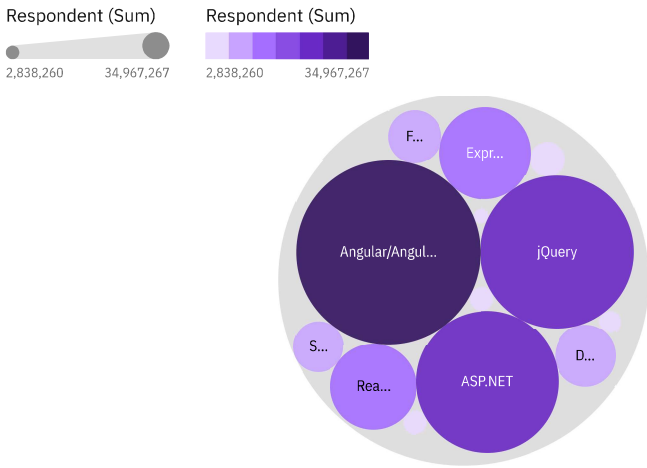 Respondent (Sum)
2,838,260 34,967,267
Respondent (Sum)
2,838,260 34,967,267
F...
Expr...
Angular/Angul...
jQuery
S...
Rea...
ASP.NET
D...